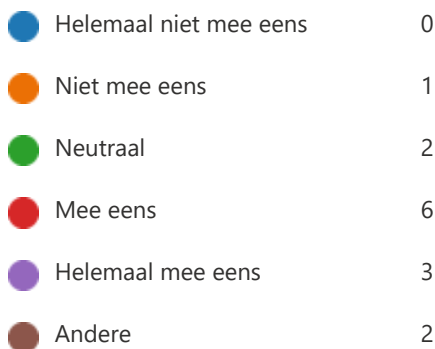 Helemaal niet mee eens 0
Niet mee eens 1
Neutraal 2
Mee eens 6
Helemaal mee eens 3
Andere 2